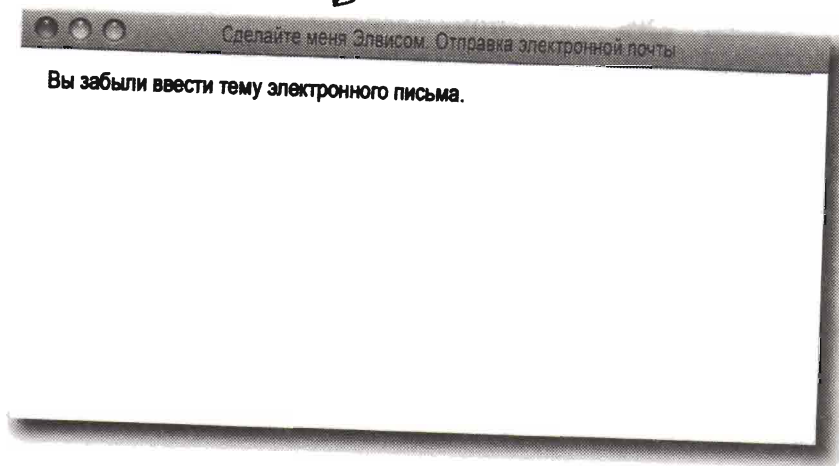 Сделайте меня Элвисом. Отправка электронной почты
Вы забыли ввести тему электронного письма.